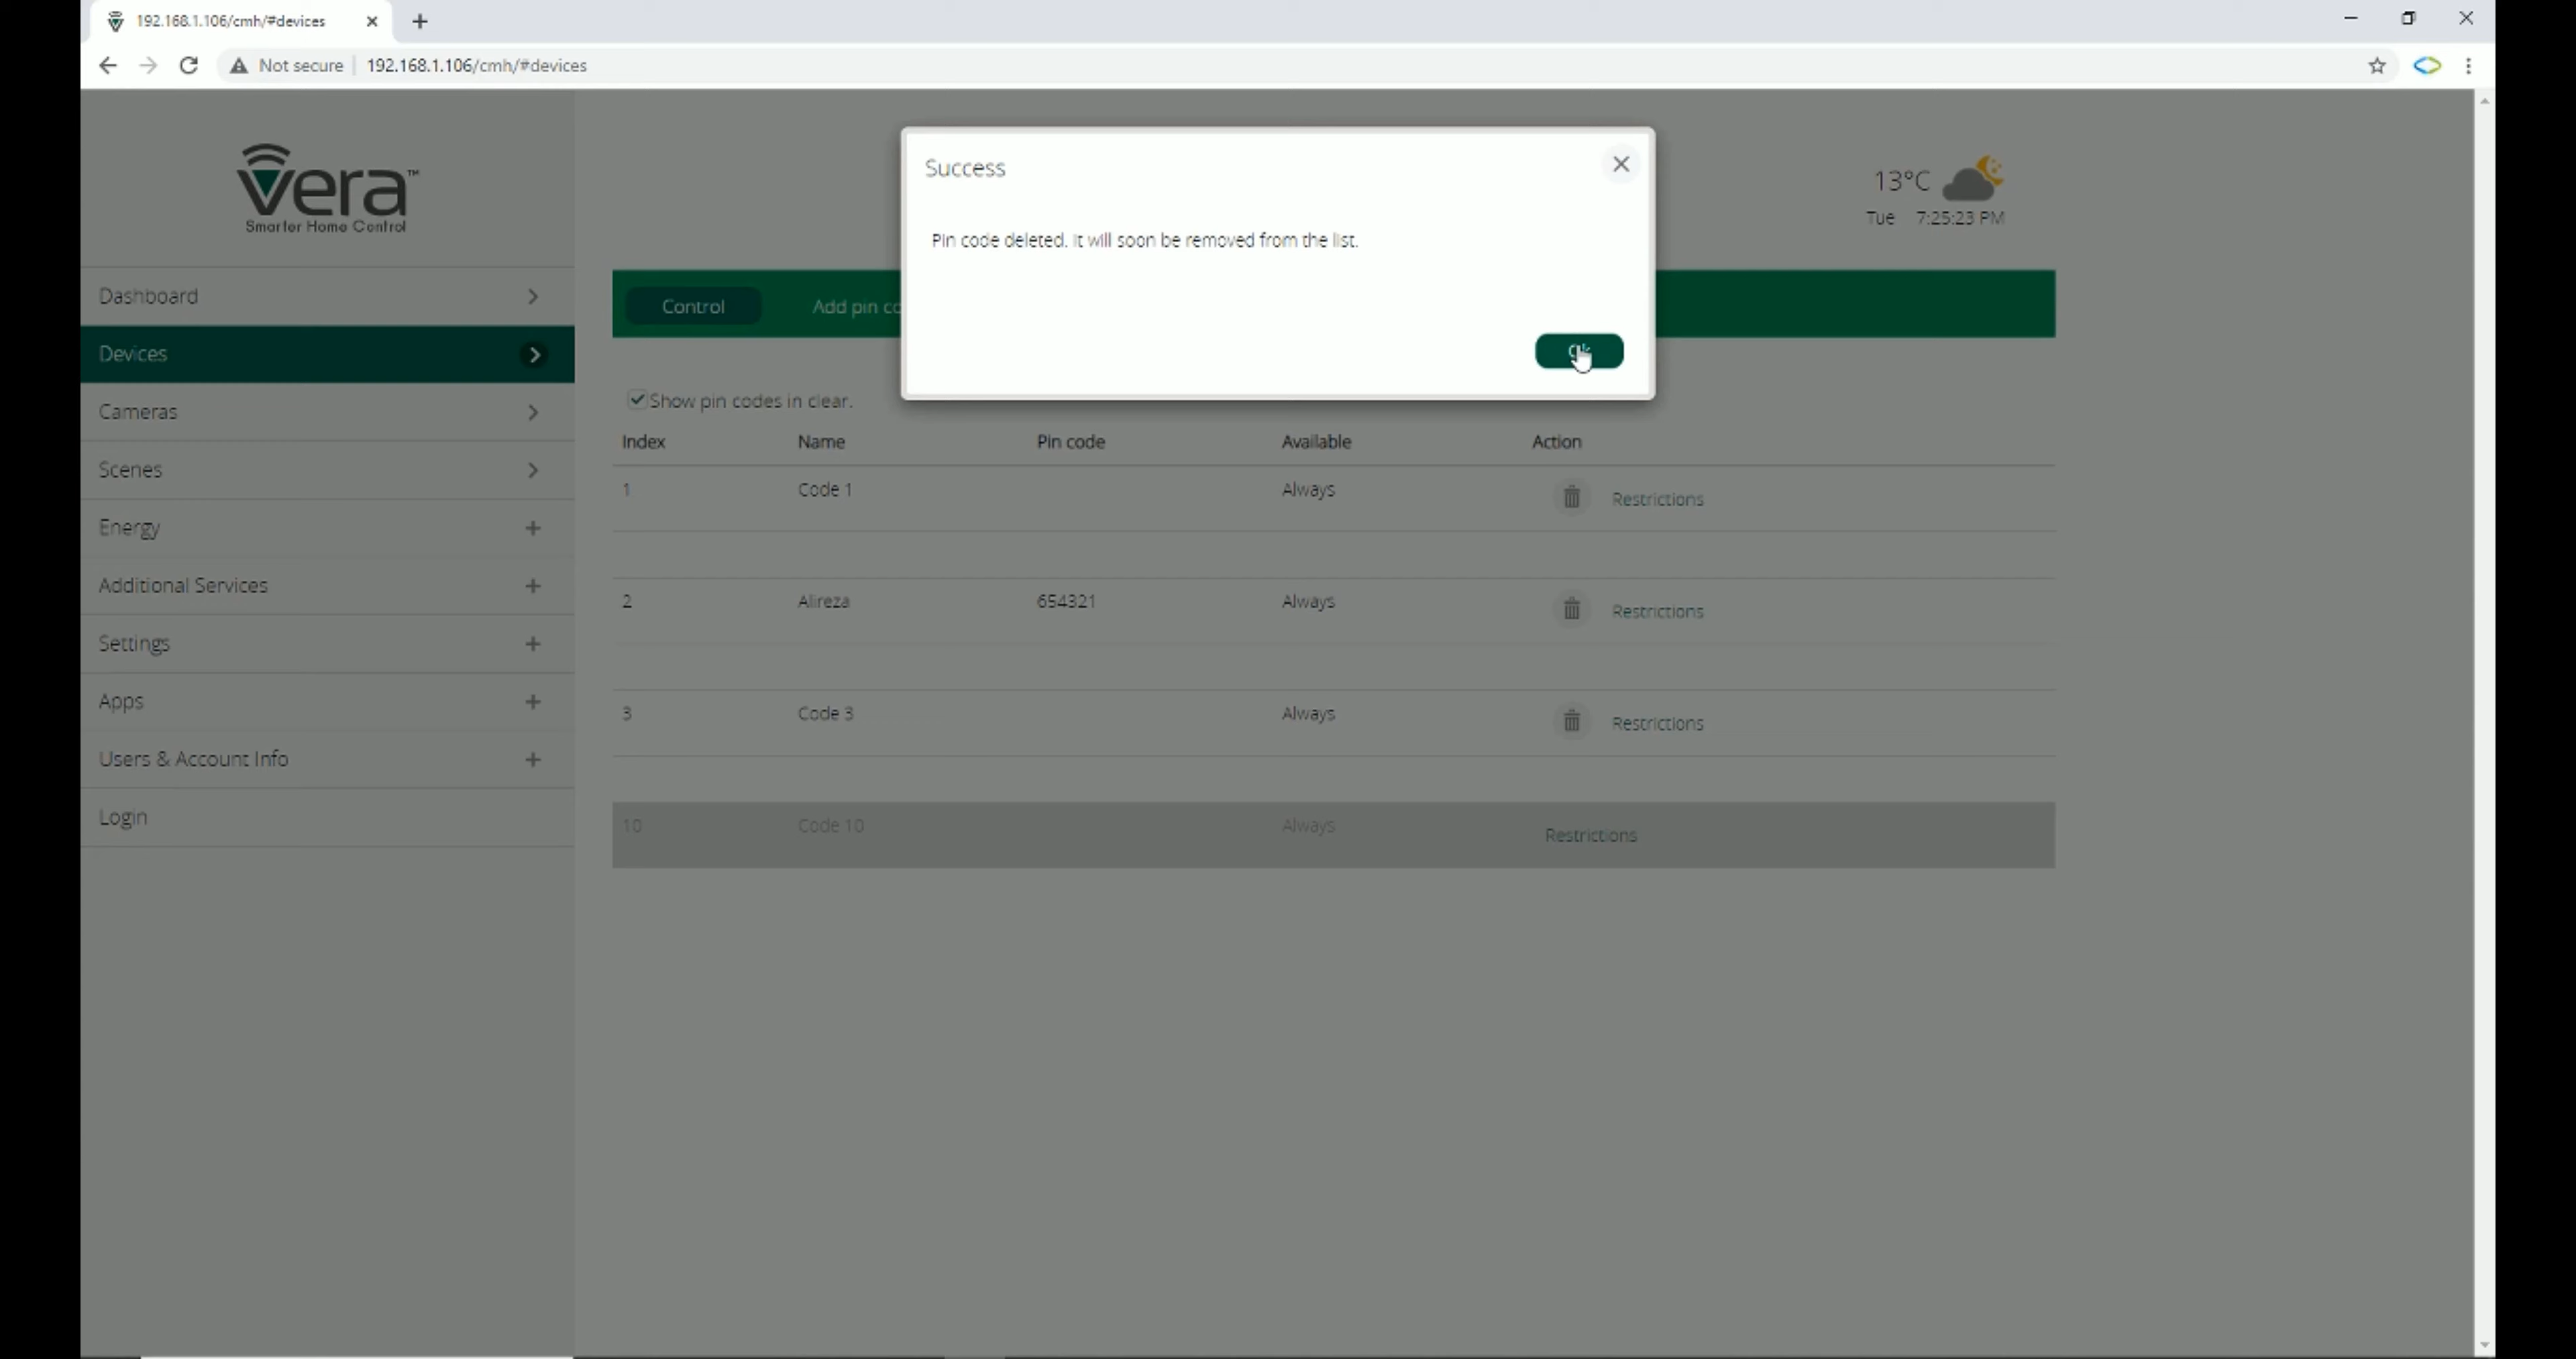 192.168.1.106/cmh/#devices
Not secure
192.168.1.106/cmh/#devices
vera™
Smarter Home Control
Dashboard
Devices
Cameras
Scenes
Energy
Additional Services
Settings
Apps
Users & Account Info
Login
Success
Pin code deleted. It will soon be removed from the list.
13°C
Tue 7:25:23 PM
Control Add pin co
Show pin codes in clear.
Index Name Pin code Available Action
1 Code 1 Always Restrictions
2 Alireza 654321 Always Restrictions
3 Code 3 Always Restrictions
10 Code 10 Always Restrictions